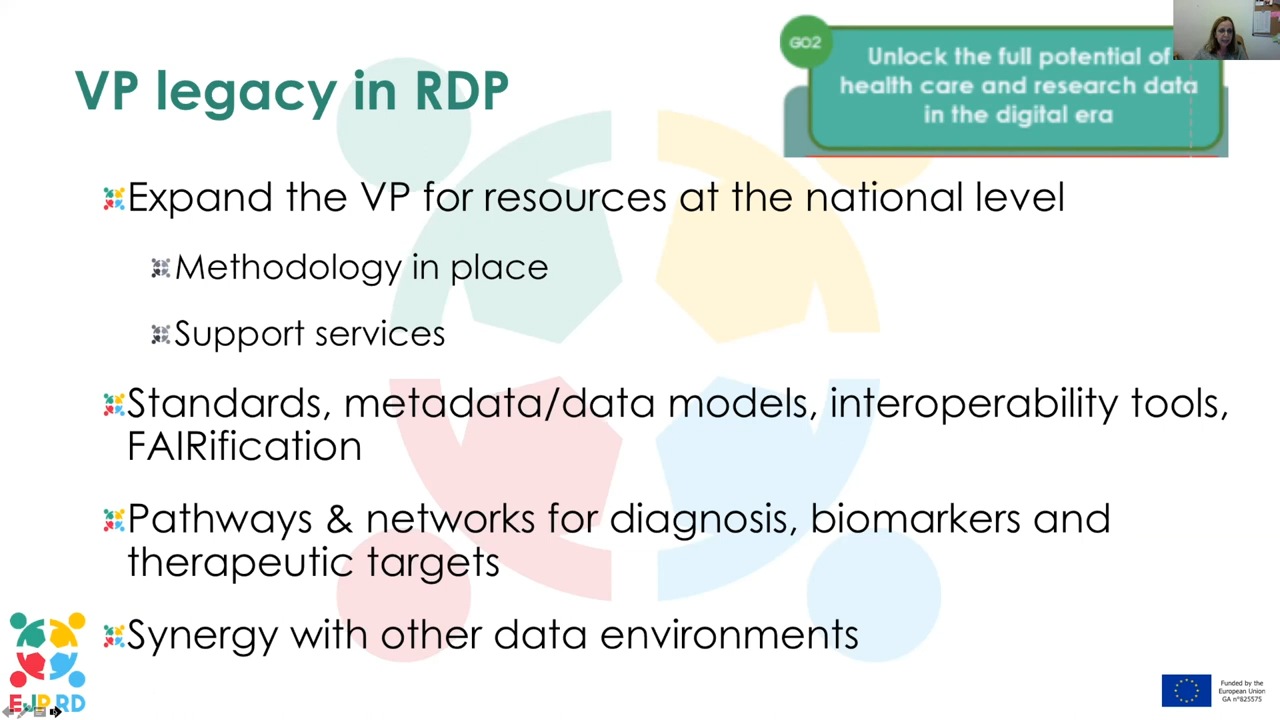 VP legacy in RDP
GO2
Unlock the full potential of
health care and research data
in the digital era
Expand the VP for resources at the national level
Methodology in place
Support services
Standards, metadata/data models, interoperability tools,
FAIRification
Pathways & networks for diagnosis, biomarkers and
therapeutic targets
Synergy with other data environments
EJP RD
Funded by the
European Union
GA n°825575